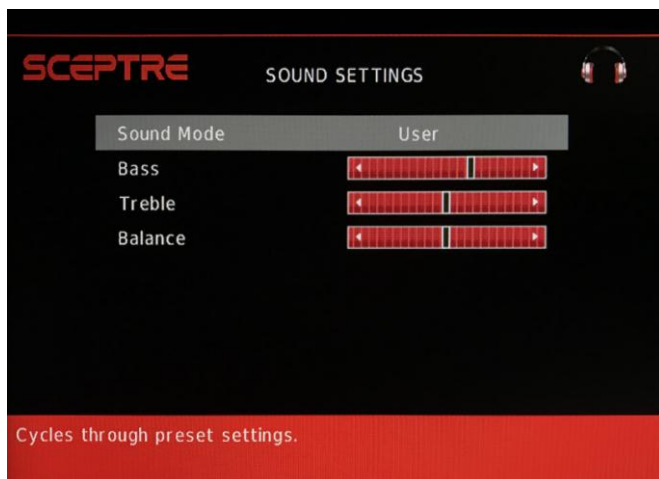 SCEPTRE
SOUND SETTINGS
Sound Mode User
Bass
Treble
Balance
Cycles through preset settings.